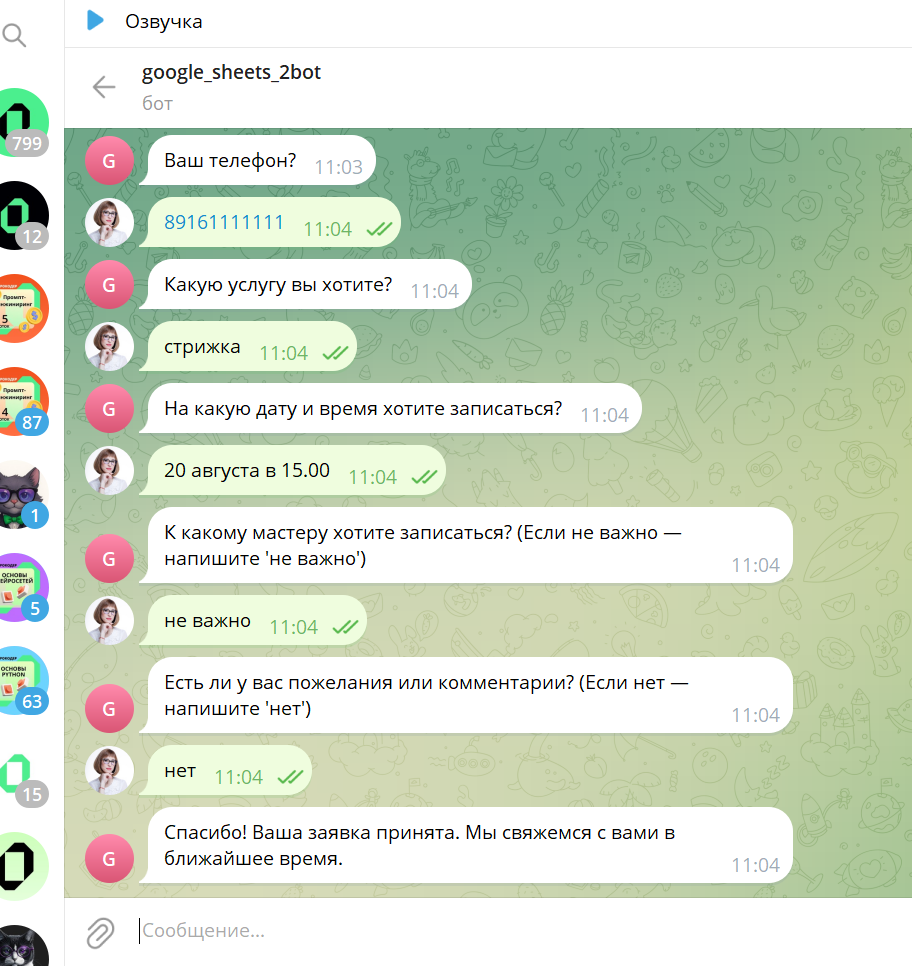 Озвучка
google_sheets_2bot
бот
799
12
Промпт-
5
87
Промпт-
4
1
ОСНОВЫ
5
ОСНОВЫ
PYTHON
63
15
G
Ваш телефон? 11:03
89161111111 11:04
G
Какую услугу вы хотите? 11:04
стрижка 11:04
G
На какую дату и время хотите записаться? 11:04
20 августа в 15.00 11:04
К какому мастеру хотите записаться? (Если не важно —
G
напишите 'не важно') 11:04
не важно 11:04
Есть ли у вас пожелания или комментарии? (Если нет —
G
напишите 'нет') 11:04
нет 11:04
Спасибо! Ваша заявка принята. Мы свяжемся с вами в
G
ближайшее время. 11:04
Сообщение...